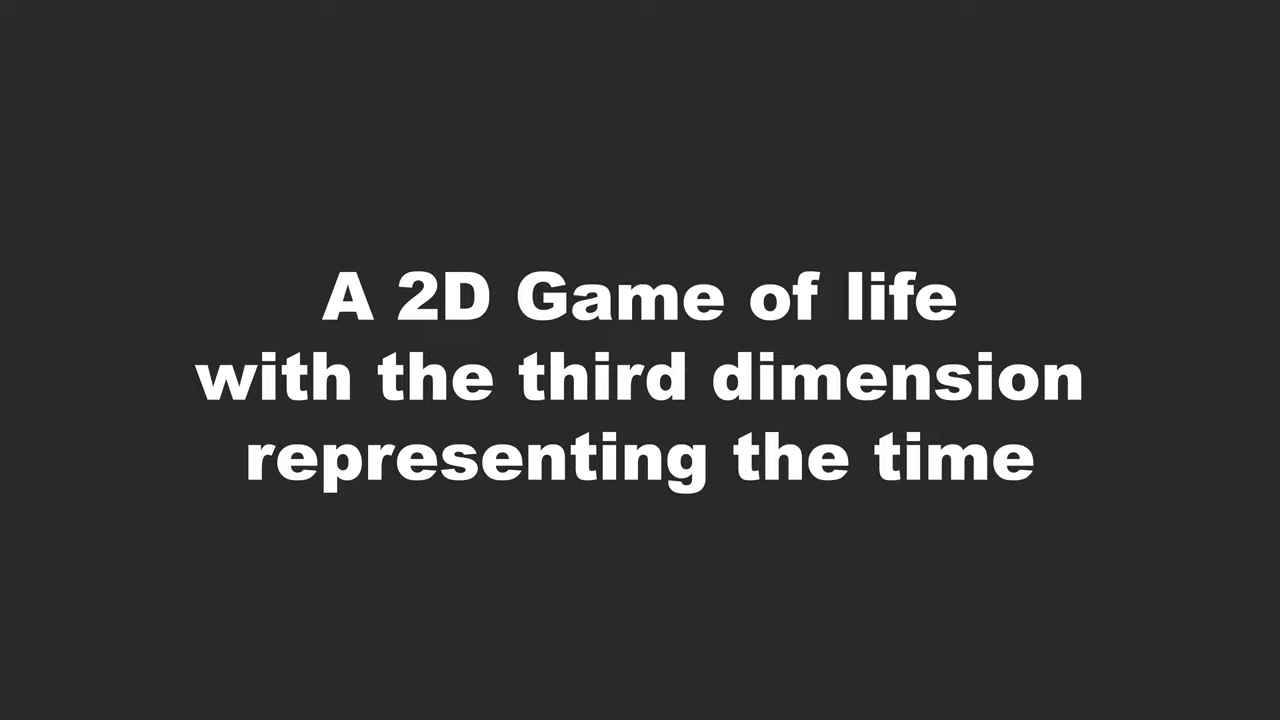 A 2D Game of life
with the third dimension
representing the time